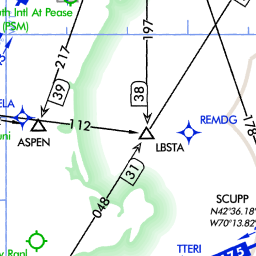 Intl At Pease
(PSM)
217
197
39
38
ELA
112
ASPEN
LBSTA
REMDG
178
31
048
SCUPP
N42°36.18'
W70°13.82'
TTERI